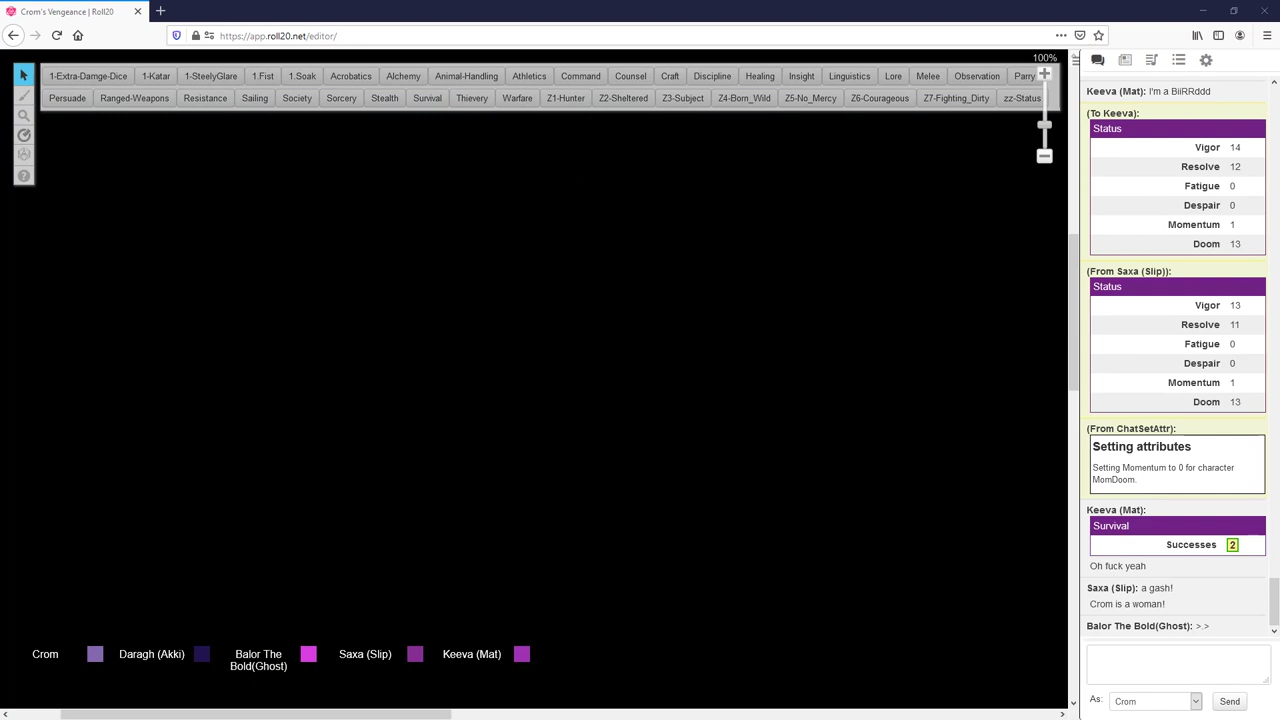 Crom's Vengeance | Roll20
https://app.roll20.net/editor/
100%
1-Extra-Damge-Dice 1-Katar 1-SteelyGlare 1.Fist 1.Soak Acrobatics Alchemy Animal-Handling Athletics Command Counsel Craft Discipline Healing Insight Linguistics Lore Melee Observation Parry
Persuade Ranged-Weapons Resistance Sailing Society Sorcery Stealth Survival Thievery Warfare Z1-Hunter Z2-Sheltered Z3-Subject Z4-Born_Wild Z5-No_Mercy Z6-Courageous Z7-Fighting_Dirty zz-Status
Keeva (Mat): I'm a BiiRRddd
(To Keeva):
Status
Vigor 14
Resolve 12
Fatigue 0
Despair 0
Momentum 1
Doom 13
(From Saxa (Slip)):
Status
Vigor 13
Resolve 11
Fatigue 0
Despair 0
Momentum 1
Doom 13
(From ChatSetAttr):
Setting attributes
Setting Momentum to 0 for character
MomDoom.
Keeva (Mat):
Survival
Successes 2
Oh fuck yeah
Saxa (Slip): a gash!
Crom is a woman!
Balor The Bold(Ghost): >.>
As: Crom Send
Crom Daragh (Akki) Balor The Saxa (Slip) Keeva (Mat)
Bold(Ghost)